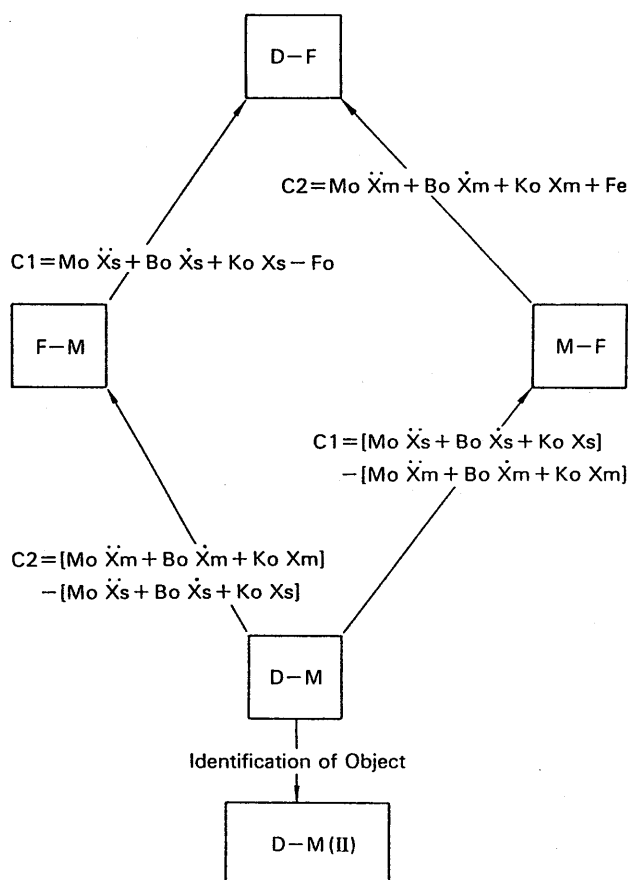 D−F
C2=Mo Ẍm+Bo Ẋm+Ko Xm+Fe
C1=Mo Ẍs+Bo Ẋs+Ko Xs−Fo
F−M
M−F
C1=[Mo Ẍs+Bo Ẋs+Ko Xs]
−[Mo Ẍm+Bo Ẋm+Ko Xm]
C2=[Mo Ẍm+Bo Ẋm+Ko Xm]
−[Mo Ẍs+Bo Ẋs+Ko Xs]
D−M
Identification of Object
D−M(II)